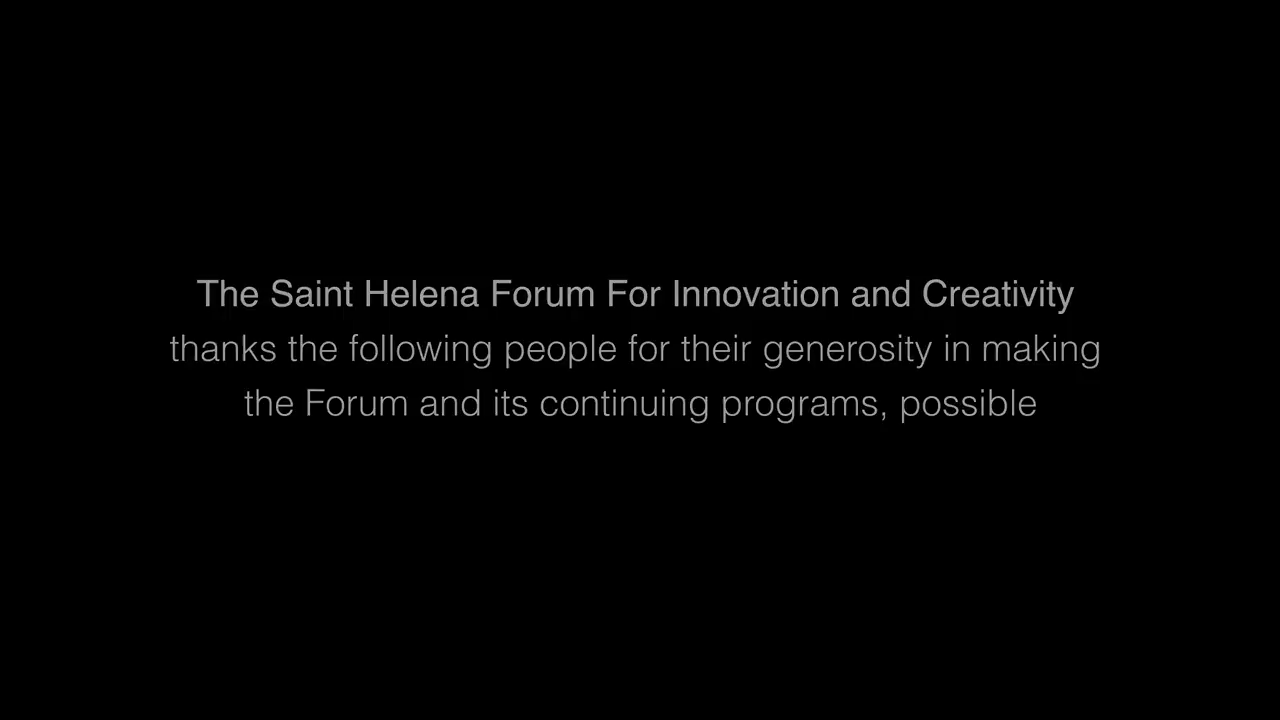 The Saint Helena Forum For Innovation and Creativity
thanks the following people for their generosity in making
the Forum and its continuing programs, possible